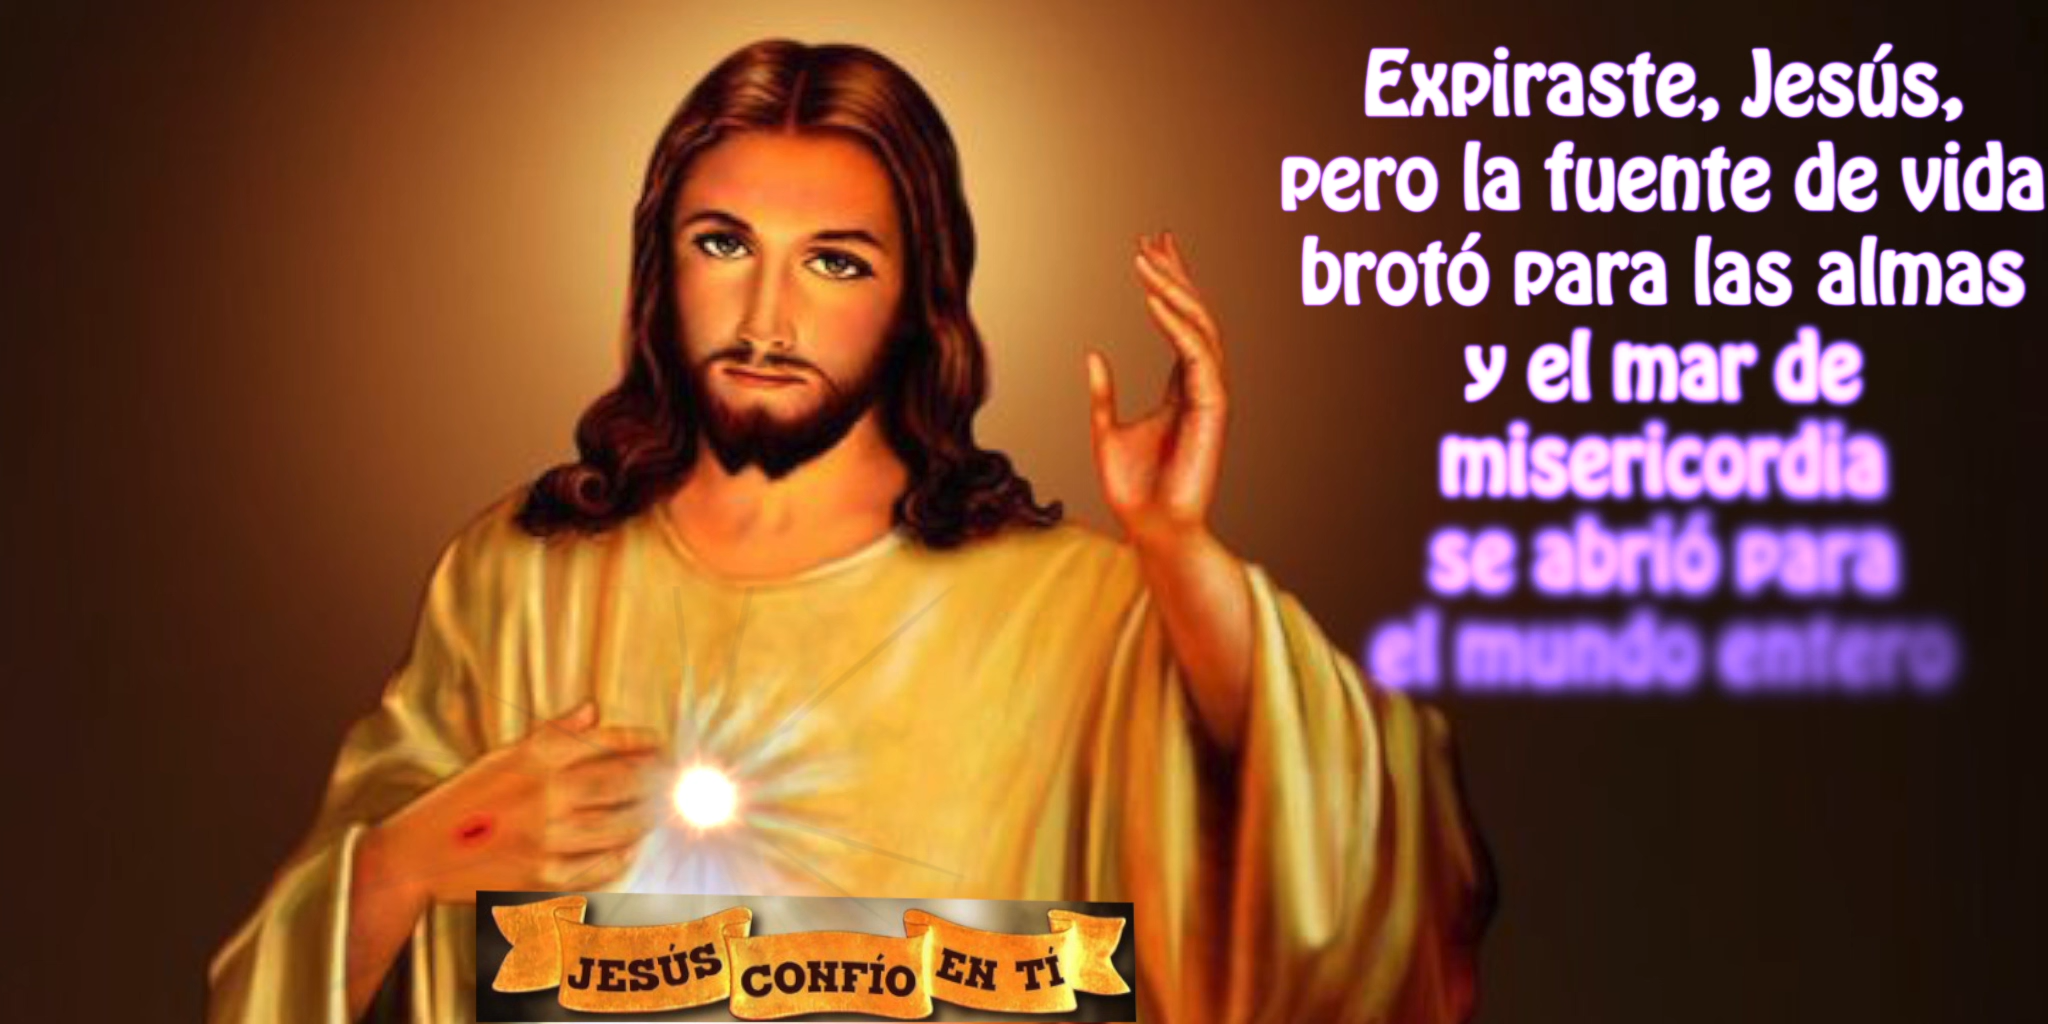 Expiraste, Jesús,
pero la fuente de vida
brotó para las almas
y el mar de
misericordia
se abrió para
el mundo entero
JESÚS CONFÍO EN TÍ